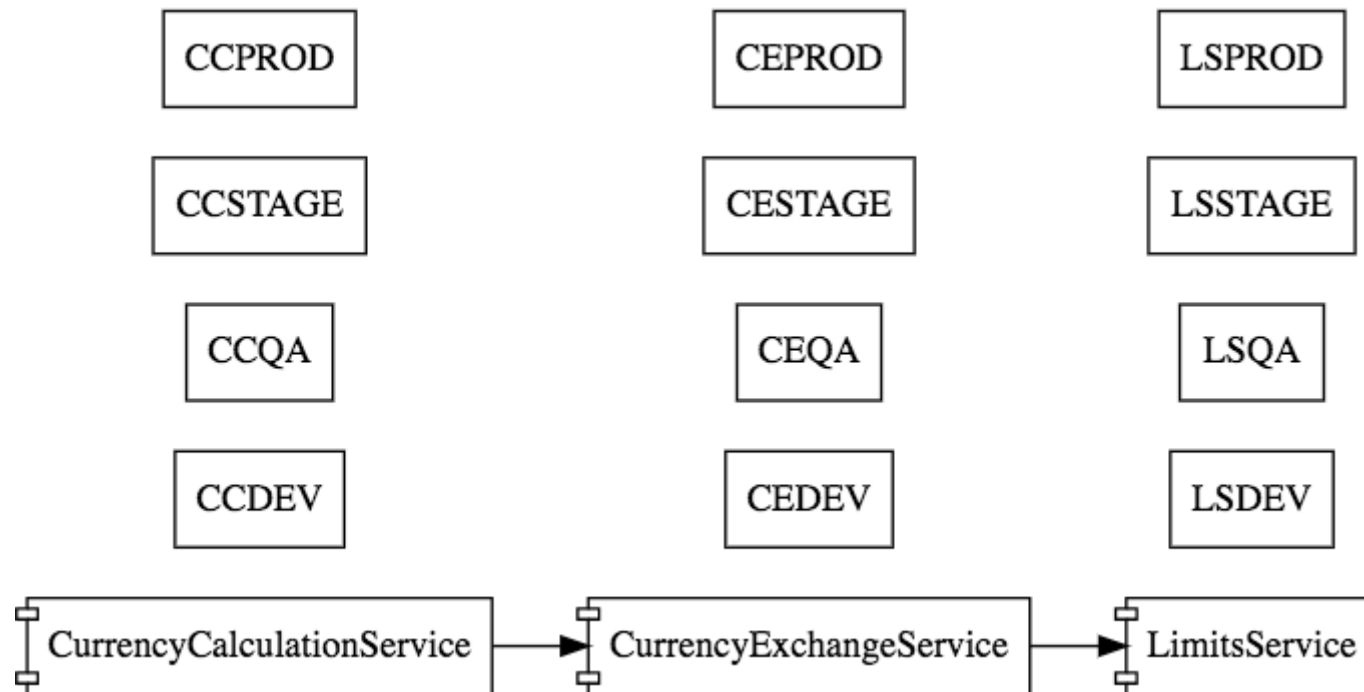 CCPROD CEPROD LSPROD
CCSTAGE CESTAGE LSSTAGE
CCQA CEQA LSQA
CCDEV CEDEV LSDEV
CurrencyCalculationService CurrencyExchangeService LimitsService